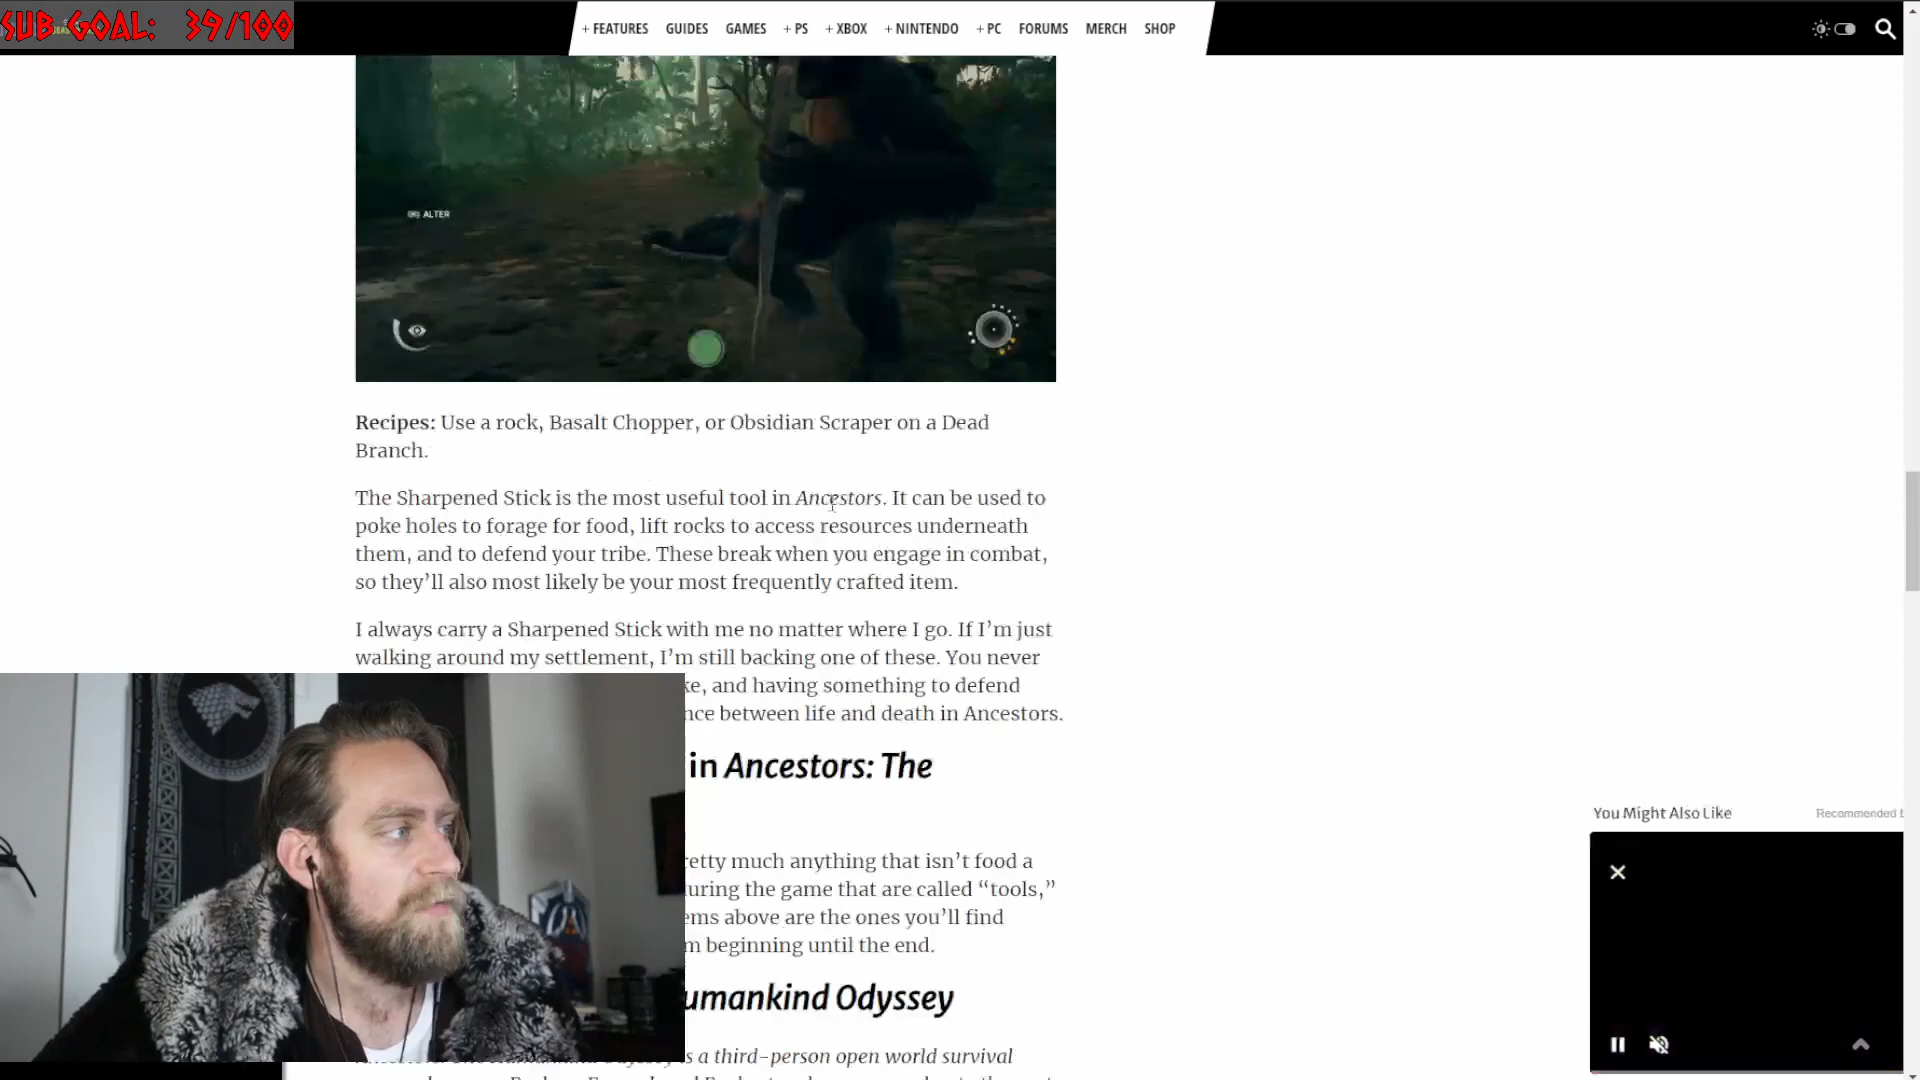 SUB GOAL: 39/100
+ FEATURES GUIDES GAMES + PS + XBOX + NINTENDO + PC FORUMS MERCH SHOP
ALTER
Recipes: Use a rock, Basalt Chopper, or Obsidian Scraper on a Dead
Branch.
The Sharpened Stick is the most useful tool in Ancestors. It can be used to
poke holes to forage for food, lift rocks to access resources underneath
them, and to defend your tribe. These break when you engage in combat,
so they'll also most likely be your most frequently crafted item.
I always carry a Sharpened Stick with me no matter where I go. If I'm just
walking around my settlement, I'm still backing one of these. You never
, and having something to defend
between life and death in Ancestors.
in Ancestors: The
much anything that isn't food a
the game that are called “tools,”
above are the ones you'll find
beginning until the end.
Odyssey
is a third-person open world survival
You Might Also Like
Recommended